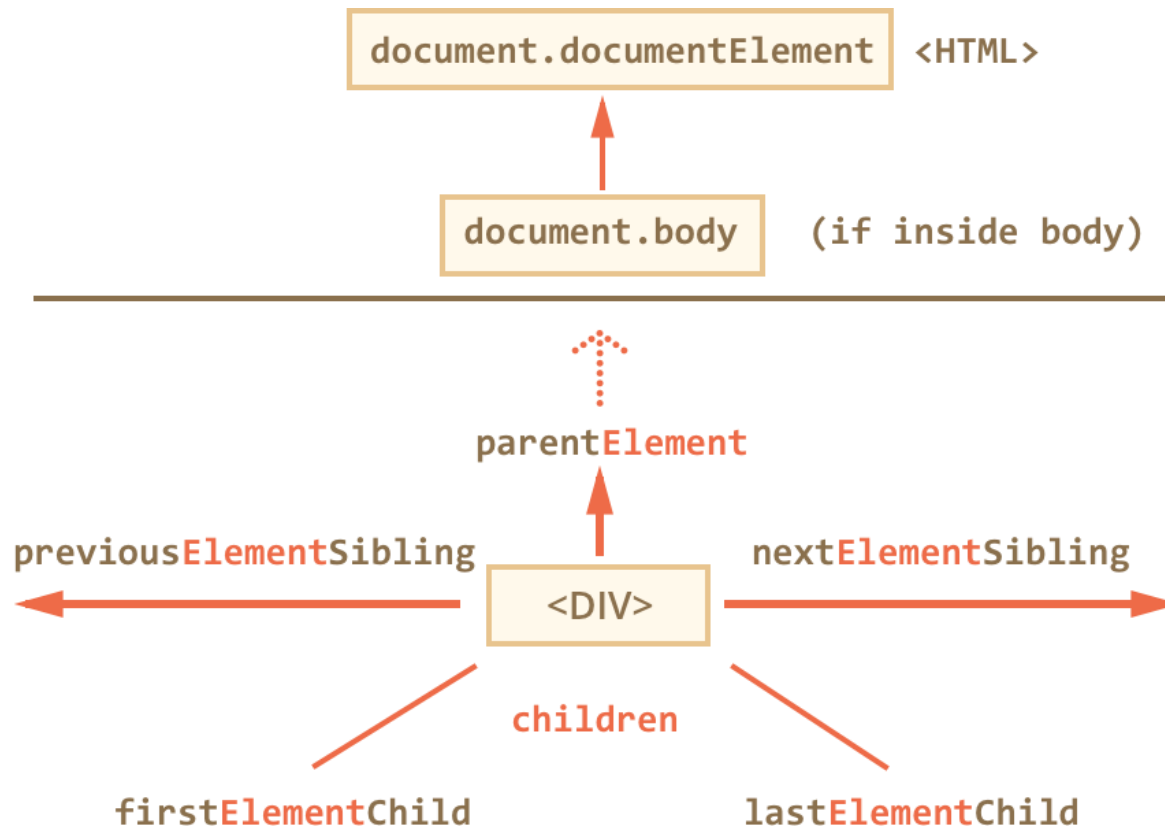 document.documentElement <HTML>
document.body (if inside body)
parentElement
previousElementSibling nextElementSibling
<DIV>
children
firstElementChild lastElementChild